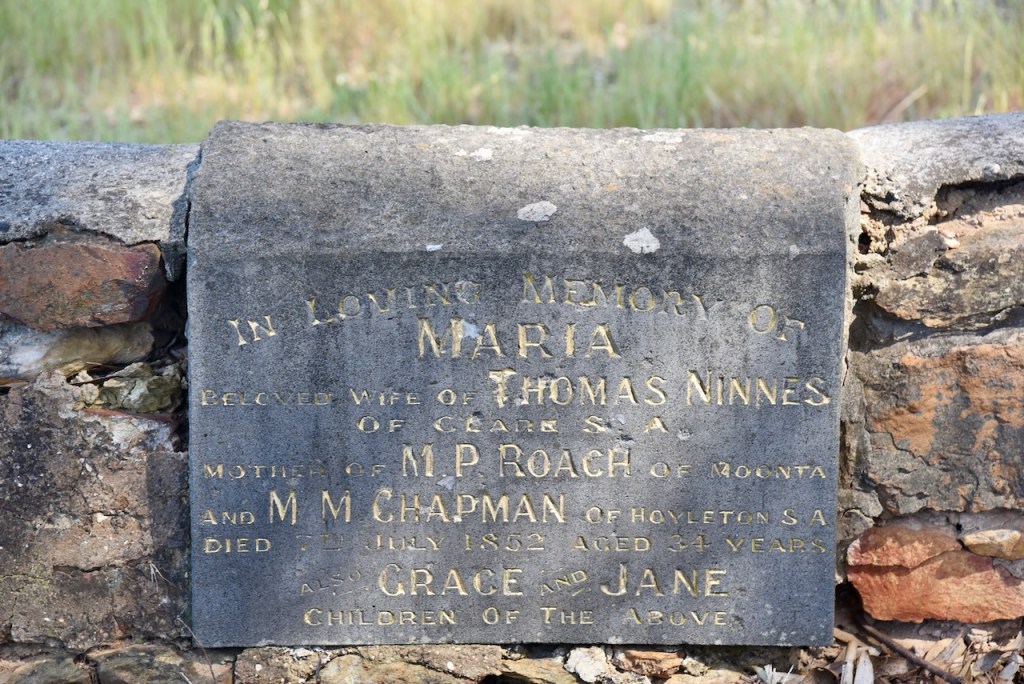 IN LOVING MEMORY OF
MARIA
BELOVED WIFE OF THOMAS NINNES
OF CLARE S. A.
MOTHER OF M.P. ROACH OF MOONTA
AND M M CHAPMAN OF HOYLETON S.A
DIED JULY 1852 AGED 34 YEARS
ALSO GRACE AND JANE.
CHILDREN OF THE ABOVE.